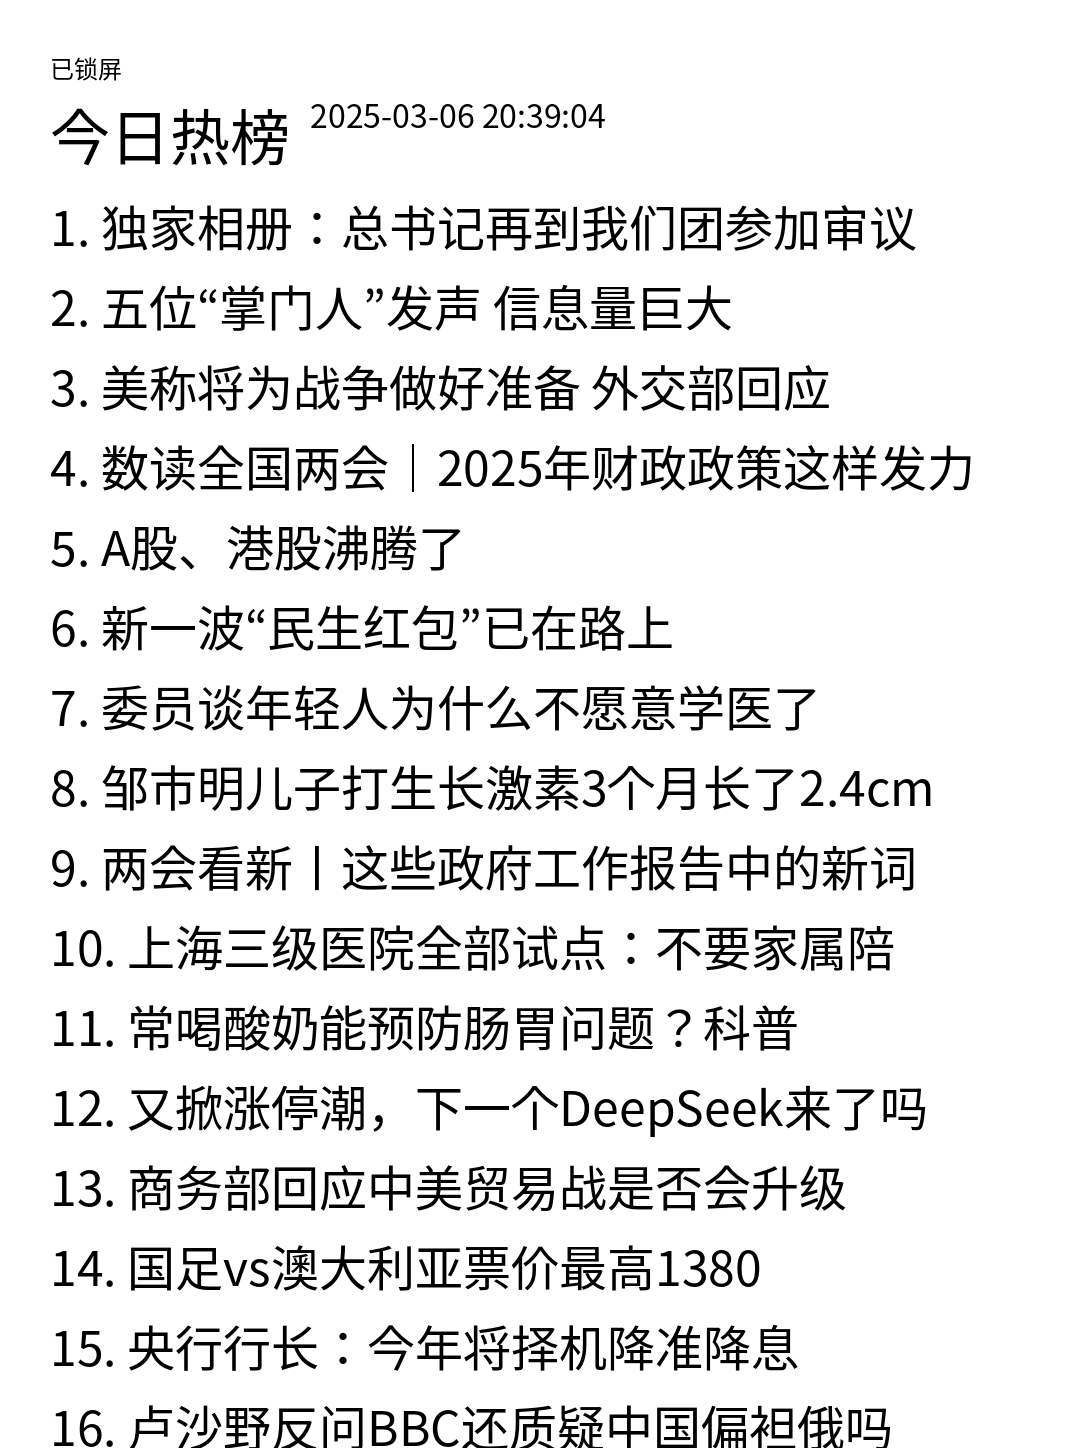 已锁屏
今日热榜 2025-03-06 20:39:04
1. 独家相册：总书记再到我们团参加审议
2. 五位“掌门人”发声 信息量巨大
3. 美称将为战争做好准备 外交部回应
4. 数读全国两会｜2025年财政政策这样发力
5. A股、港股沸腾了
6. 新一波“民生红包”已在路上
7. 委员谈年轻人为什么不愿意学医了
8. 邹市明儿子打生长激素3个月长了2.4cm
9. 两会看新丨这些政府工作报告中的新词
10. 上海三级医院全部试点：不要家属陪
11. 常喝酸奶能预防肠胃问题？科普
12. 又掀涨停潮，下一个DeepSeek来了吗
13. 商务部回应中美贸易战是否会升级
14. 国足vs澳大利亚票价最高1380
15. 央行行长：今年将择机降准降息
16. 卢沙野反问BBC还质疑中国偏袒俄吗